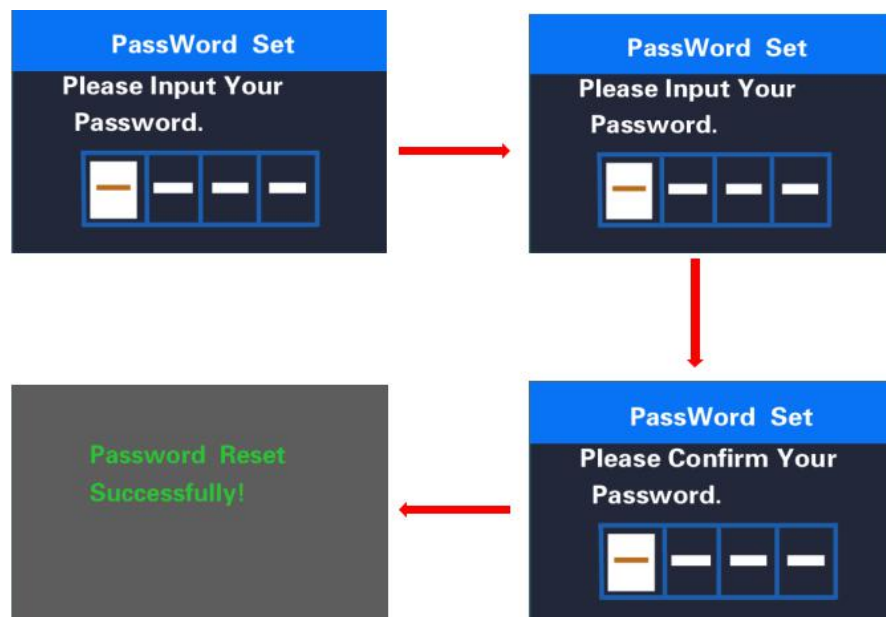 PassWord Set
Please Input Your
Password.
PassWord Set
Please Input Your
Password.
PassWord Set
Please Confirm Your
Password.
Password Reset
Successfully!